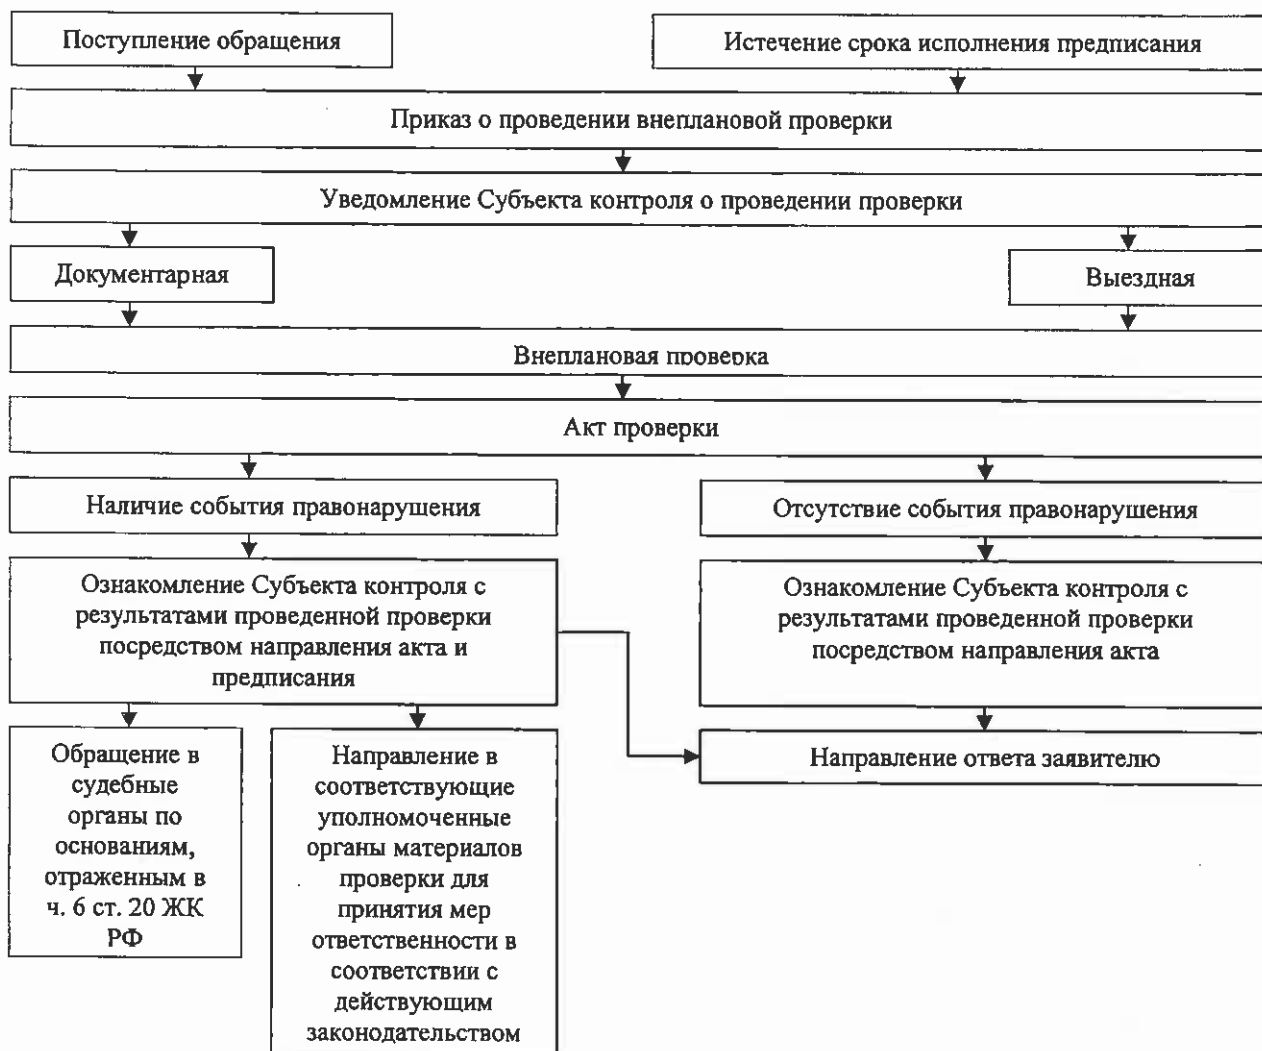 Поступление обращения
Истечение срока исполнения предписания
Приказ о проведении внеплановой проверки
Уведомление Субъекта контроля о проведении проверки
Документарная
Выездная
Внеплановая проверка
Акт проверки
Наличие события правонарушения
Отсутствие события правонарушения
Ознакомление Субъекта контроля с
результатами проведенной проверки
посредством направления акта и
предписания
Ознакомление Субъекта контроля с
результатами проведенной проверки
посредством направления акта
Обращение в
судебные
органы по
основаниям,
отраженным в
ч. 6 ст. 20 ЖК
РФ
Направление в
соответствующие
уполномоченные
органы материалов
проверки для
принятия мер
ответственности в
соответствии с
действующим
законодательством
Направление ответа заявителю